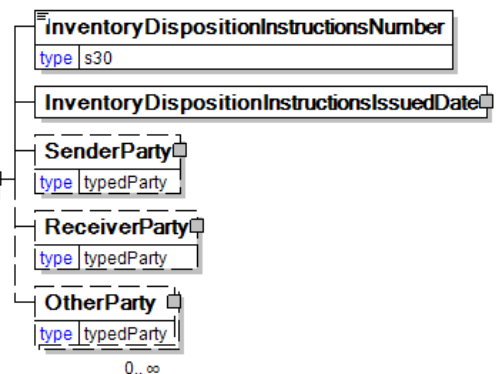 InventoryDispositionInstructionsNumber
type s30
InventoryDispositionInstructionsIssuedDate
SenderParty
type typedParty
ReceiverParty
type typedParty
OtherParty
type typedParty
0..∞